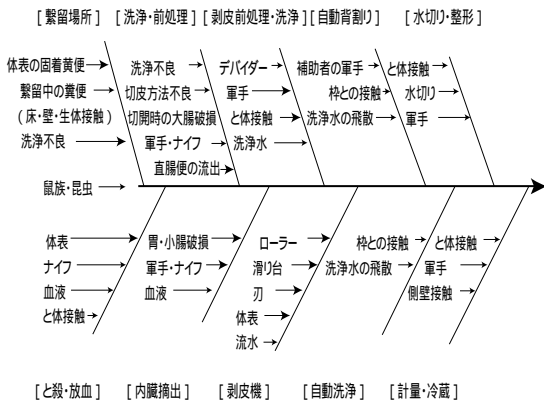 [ 繋留場所 ]
[ 洗浄・前処理 ]
[ 剥皮前処理・洗浄 ]
[ 自動背割り ]
[ 水切り・整形 ]
体表の固着糞便
繋留中の糞便
( 床・壁・生体接触 )
洗浄不良
鼠族・昆虫
洗浄不良
切皮方法不良
切開時の大腸破損
軍手・ナイフ
直腸便の流出
デバイダー
軍手
と体接触
洗浄水
補助者の軍手
枠との接触
洗浄水の飛散
と体接触
水切り
軍手
体表
ナイフ
血液
と体接触
胃・小腸破損
軍手・ナイフ
血液
ローラー
滑り台
刃
体表
流水
枠との接触
洗浄水の飛散
と体接触
軍手
側壁接触
[ と殺・放血 ]
[ 内臓摘出 ]
[ 剥皮機 ]
[ 自動洗浄 ]
[ 計量・冷蔵 ]